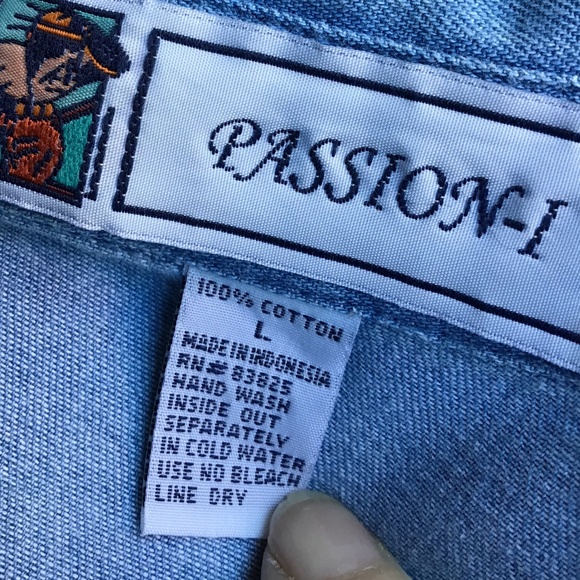 PASSION-I
100% COTTON
L
MADE IN INDONESIA
RN# 83825
HAND WASH
INSIDE OUT
SEPARATELY
IN COLD WATER
USE NO BLEACH
LINE DRY